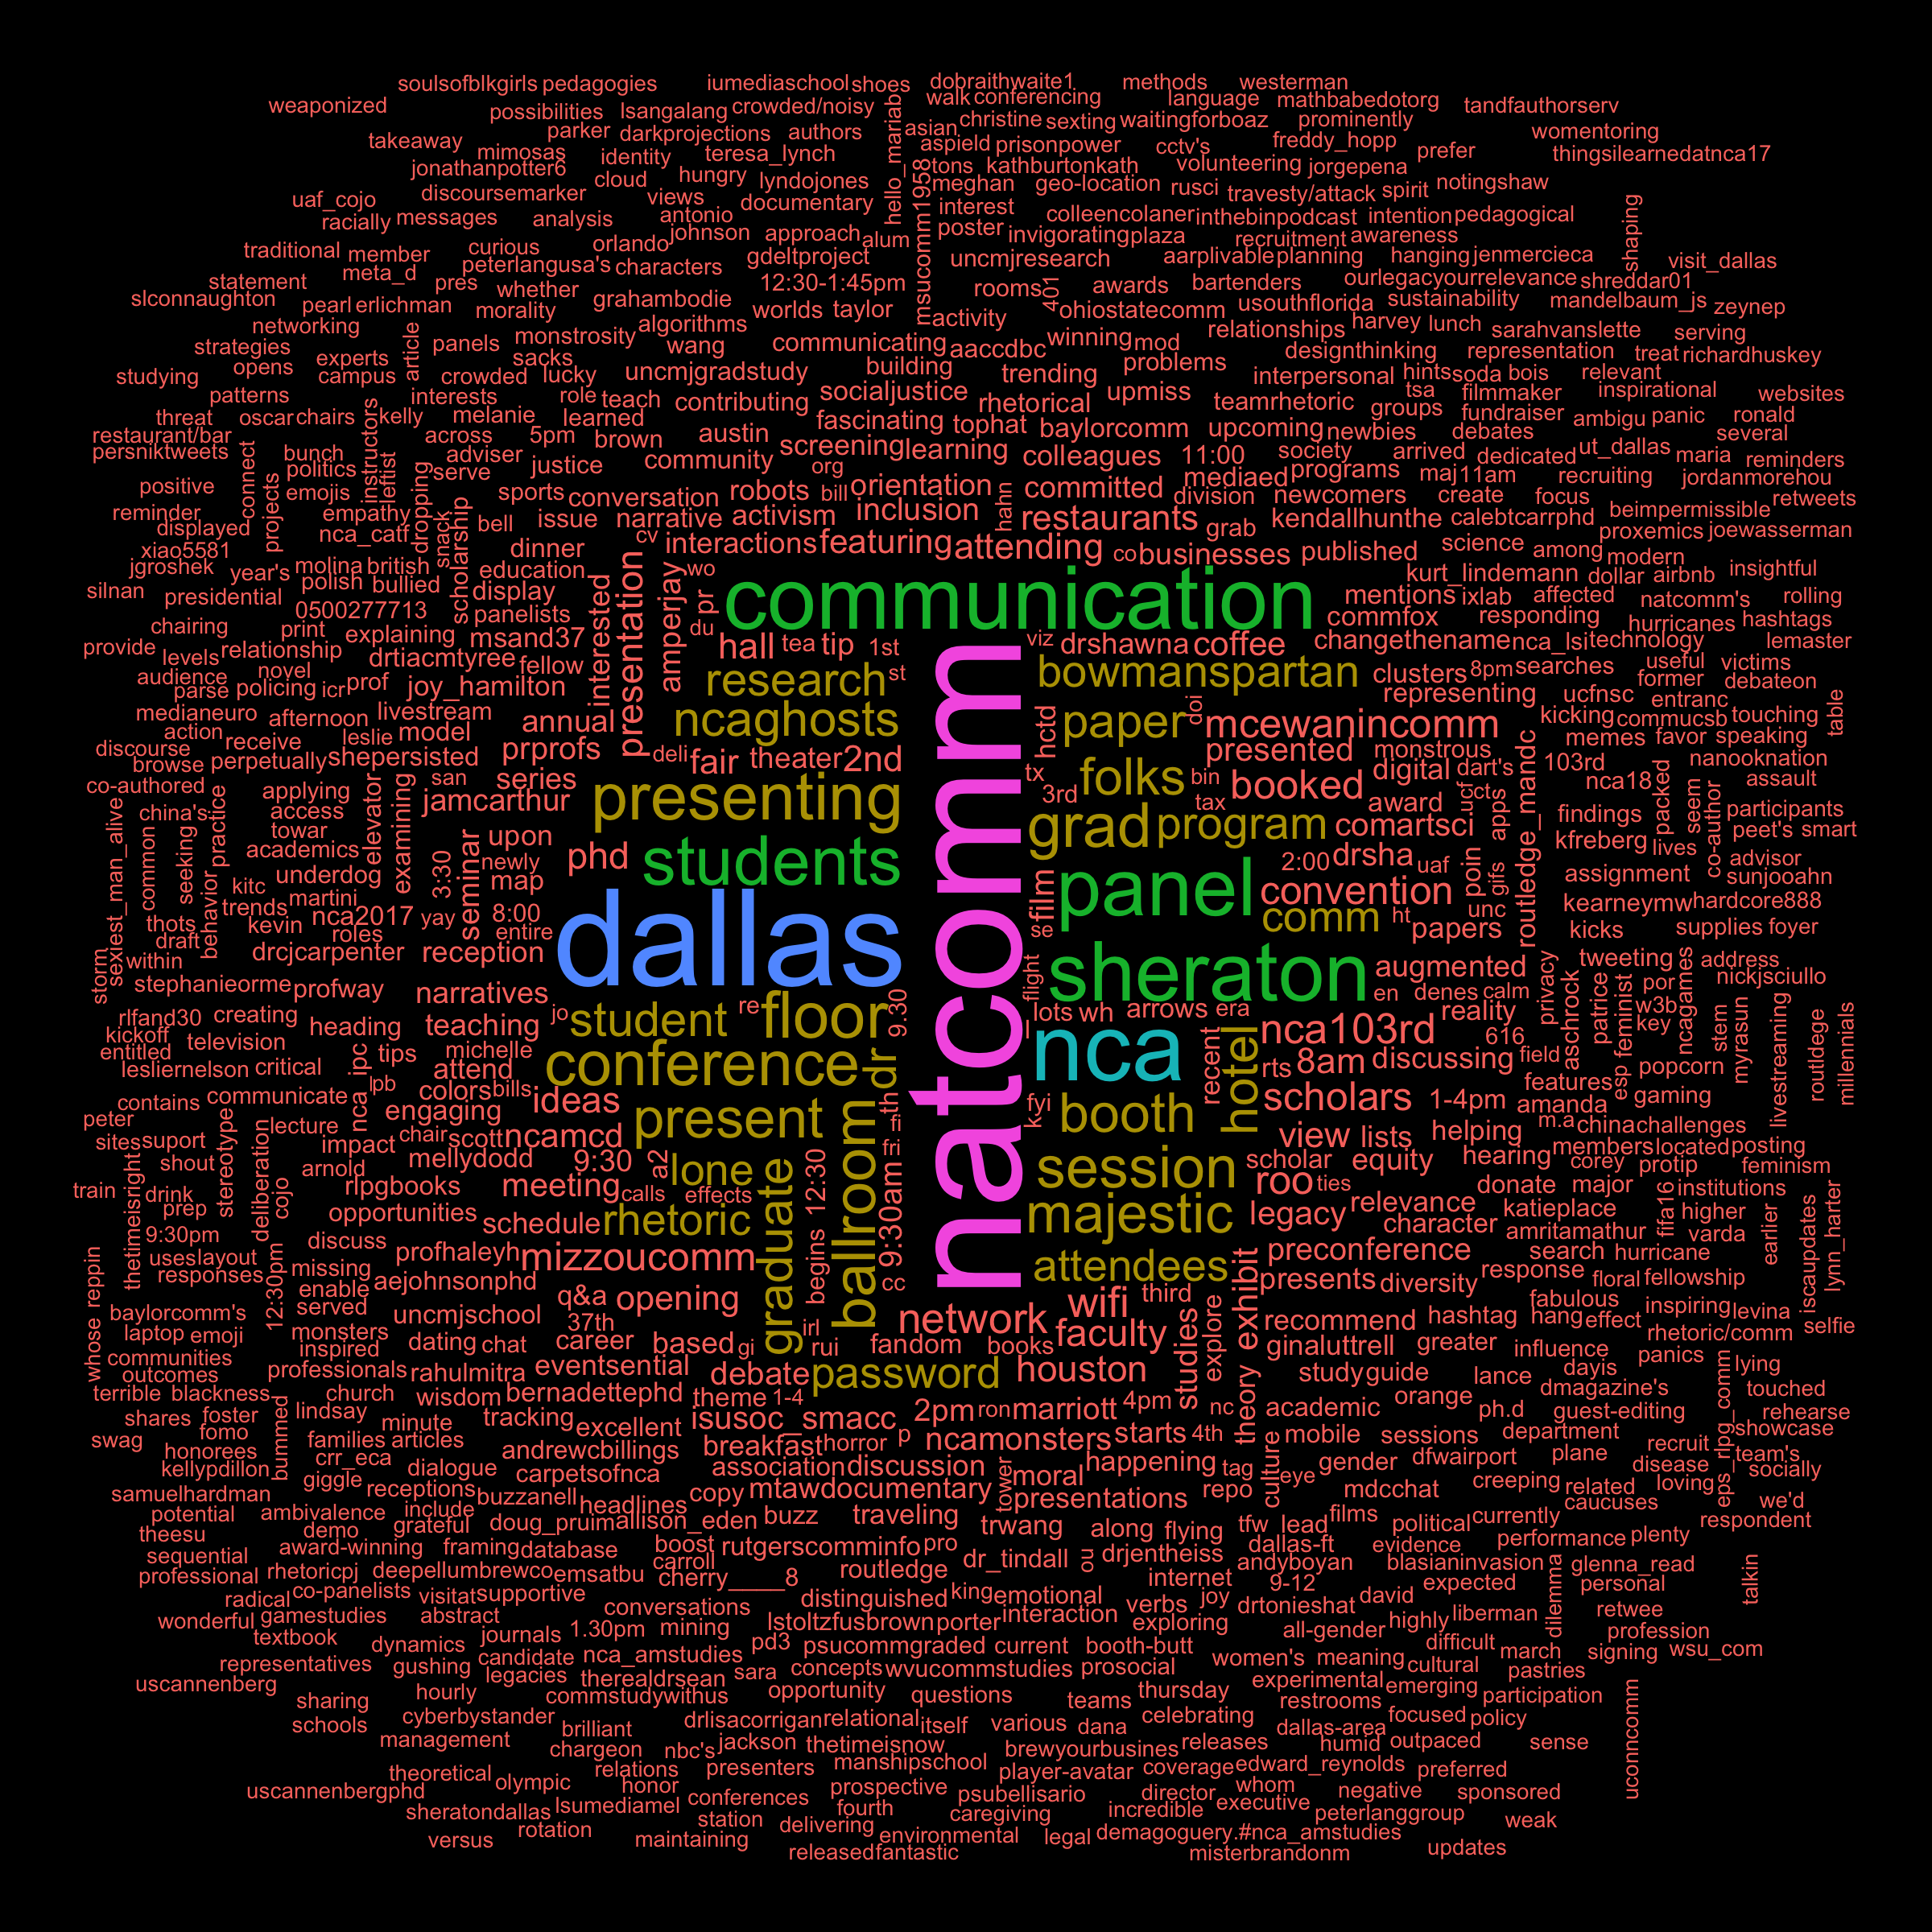 soulsofblkgirls pedagogies iumediaschool shoes dobraithwaite1 methods westerman
weaponized possibilities lsangalang crowded/noisy walk conferencing language mathbabedotorg tandfauthorserv
takeaway parker darkprojections authors hello_mariabs asian christine sexting waitingforboaz prominently womentoring
mimosas identity teresa_lynch aspield prisonpower cctv's freddy_hopp prefer thingsilearnedatnca17
jonathanpotter6 cloud hungry lyndojones tons kathburtonkath volunteering jorgepena
uaf_cojo discoursemarker views documentary msucomm1958 meghan geo-location rusci travesty/attack spirit notingshaw
racially messages analysis antonio interest colleencolaner inthebinpodcast intention pedagogical shaping
traditional member curious orlando johnson approach alum poster invigorating plaza recruitment awareness
meta_d peterlangusa's characters gdeltproject uncmjresearch aarplivable planning hanging jenmercieca visit_dallas
statement pres whether grahambodie 12:30-1:45pm rooms 401 awards bartenders ourlegacyyourrelevance shreddar01
slconnaughton pearl erlichman morality worlds taylor activity ohiostatecomm usouthflorida sustainability mandelbaum_js zeynep
networking article panels monstrosity algorithms communicating winning mod relationships harvey lunch sarahvanslette serving
strategies experts sacks wang aaccdbc problems designthinking representation treat richardhuskey
studying opens campus crowded lucky uncmjgradstudy building trending interpersonal hints soda bois relevant
patterns interests role teach contributing socialjustice rhetorical upmiss teamrhetoric tsa filmmaker inspirational websites
threat oscar chairs kelly melanie learned fascinating tophat baylorcomm upcoming groups fundraiser ambigu panic ronald
restaurant/bar connect instructors across 5pm brown austin screening learning colleagues 11:00 newbies debates several
persniktweets bunch adviser justice community org society arrived dedicated ut_dallas maria reminders
positive politics leftist dropping serve sports conversation robots bill orientation committed mediaed programs maj11am recruiting jordanmorehou
reminder projects emojis empathy scholarship bell issue narrative activism inclusion hahn division newcomers create focus retweets
displayed nca_catf snack cv interactions featuring attending restaurants grab kendallhunthe calebtcarrphd beimpermissible
xiao5581 molina british dinner co businesses published science among proxemics joewasserman
jgroshek year's polish bullied education interested presentation amperjay wo pr communication kurt_lindemann dollar modern airbnb insightful
silnan presidential 0500277713 display mentions ixlab affected natcomm's rolling
chairing print explaining panelists du hall tea tip 1st viz drshawna coffee commfox responding hurricanes hashtags
provide levels relationship msand37 changethename nca_lsi technology lemaster
audience novel drtiacmtyree fellow research st natcomm bowmanspartan clusters 8pm searches useful victims
parse policing icr prof joy_hamilton representing ucfnsc former debateon
medianeuro afternoon livestream annual ncaghosts hctd paper doi mcewanincomm kicking entranc commucsb touching table
action receive leslie model prprofs memes favor speaking
discourse browse perpetually shepersisted deli fair theater 2nd presented monstrous mandc 103rd nanooknation
co-authored applying elevator san series tx folks bin booked digital dart's nca18 assault
china's access examining jamcarthur presenting 3rd tax award ucf cts apps routledge_mandc findings packed seem co-author participants
sexiest_man_alive common seeking practice towar upon grad program comartsci kfreberg peet's smart
academics 3:30 seminar newly phd students 2:00 drsha uaf poin gifs lives advisor
underdog map panel convention assignment sunjooahn
kitc martini film unc kearneymw hardcore888
thots trends nca2017 yay 8:00 dallas comm ht papers kicks supplies foyer
draft behavior kevin roles entire se
storm within drcjcarpenter reception sheraton augmented tweeting address
stephanieorme profway narratives flight en denes calm privacy por ncagames nickjsciullo
rlfand30 creating heading teaching jo student re floor 9.30 lots wh arrows era reality aschrock patrice w3b
kickoff television michelle nca recent nca103rd 616 feminist key stem myrasun livestreaming
entitled lesliernelson critical tips attend conference thdr hotel rts 8am discussing field esp popcorn routldege millennials
contains communicate nca_ipc lpb colors bills ideas k- fyi scholars 1-4pm features amanda gaming
peter lecture engaging present fi booth m.a china challenges
sites suport stereotype deliberation impact chair scott ncamcd fri view lists helping members located posting
shout arnold mellydodd 9:30 a2 lone session scholar equity hearing corey protip feminism
train thetimeisright drink cojo rlpgbooks meeting calls effects graduate 12:30 ballroom 9:30am roo ties donate major institutions
prep opportunities schedule rhetoric majestic legacy relevance katieplace fifa16 higher
9:30pm discuss character amritamathur varda earlier
whose reppin uses layout 12:30pm missing profhaleyh mizzoucomm begins attendees preconference search hurricane iscaupdates lynn_harter
responses enable aejohnsonphd cc exhibit presents diversity response floral fellowship
baylorcomm's served uncmjschool q&a opening network wifi third fabulous inspiring levina
laptop emoji monsters 37th irl faculty explore recommend hashtag hang effect selfie
communities inspired dating chat career based gi rui fandom books studies ginaluttrell greater influence rhetoric/comm
outcomes professionals rahulmitra eventsential debate password houston study guide lance dayis panics lying
terrible blackness church wisdom bernadettephd theme 1-4 theory academic orange dmagazine's touched
shares foster bummed lindsay minute tracking excellent isusoc_smacc 2pm ron marriott 4pm nc ph.d guest-editing rehearse
swag fomo families articles breakfast horror p ncamonsters starts 4th culture mobile sessions department eps_rlpg_comm showcase
honorees crr_eca andrewcbillings happening gender dfwairport plane recruit team's
kellypdillon giggle dialogue carpetsofnca association discussion tower moral tag eye disease socially
samuelhardman receptions buzzanell copy mtawdocumentary presentations repo mdcchat creeping related loving
potential ambivalence include headlines caucuses we'd
theesu demo grateful doug_pruim allison_eden buzz traveling trwang along flying tfw lead films political currently respondent
sequential award-winning framing database boost rutgerscomminfo pro dr_tindall ou drjentheiss dallas-ft evidence performance plenty
professional rhetoricpj deepellumbrewco emsatbu carroll routledge internet andyboyan blasianinvasion glenna_read talkin
radical co-panelists visitat supportive cherry____8 distinguished king emotional 9-12 david expected personal
wonderful gamestudies abstract conversations lstoltzfusbrown porter interaction verbs joy drtonieshat highly liberman dilemma retwee
textbook dynamics journals 1.30pm mining exploring all-gender profession
representatives gushing candidate nca_amstudies pd3 psucommgraded current booth-butt women's meaning difficult march signing wsu_com
uscannenberg legacies therealdrsean sara concepts wvucommstudies prosocial cultural pastries
sharing hourly commstudywithus opportunity questions teams thursday experimental emerging participation
schools cyberbystander brilliant drlisacorrigan relational itself various dana celebrating restrooms focused policy uconncomm
management chargeon nbc's jackson thetimeisnow brewyourbusines releases dallas-area humid outpaced sense
theoretical relations presenters manshipschool player-avatar coverage edward_reynolds preferred
uscannenbergphd olympic honor conferences prospective psubellisario director whom negative sponsored
sheratondallas lsumediamel station fourth caregiving incredible executive peterlanggroup weak
versus rotation maintaining delivering environmental legal demagoguery.#nca_amstudies updates
released fantastic misterbrandonm